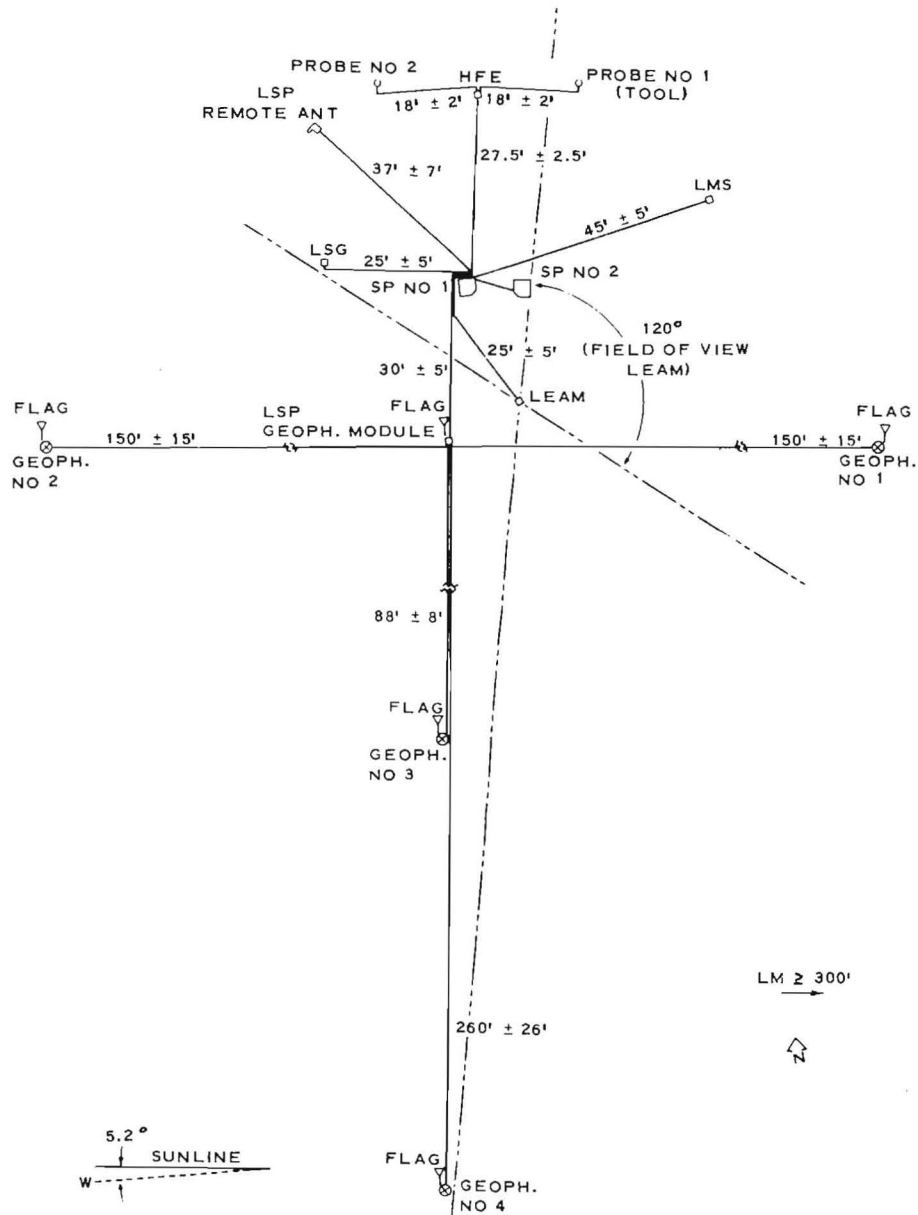 PROBE NO 2
HFE
PROBE NO 1
(TOOL)
18' ± 2'
18' ± 2'
LSP
REMOTE ANT
37' ± 7'
27.5' ± 2.5'
LMS
45' ± 5'
LSG
25' ± 5'
SP NO 1
SP NO 2
120°
(FIELD OF VIEW
LEAM)
25' ± 5'
30' ± 5'
LEAM
FLAG
LSP
GEOPH. MODULE
FLAG
FLAG
150' ± 15'
150' ± 15'
GEOPH.
NO 2
GEOPH.
NO 1
88' ± 8'
FLAG
GEOPH.
NO 3
LM ≥ 300'
N
260' ± 26'
5.2°
SUNLINE
W
FLAG
GEOPH.
NO 4